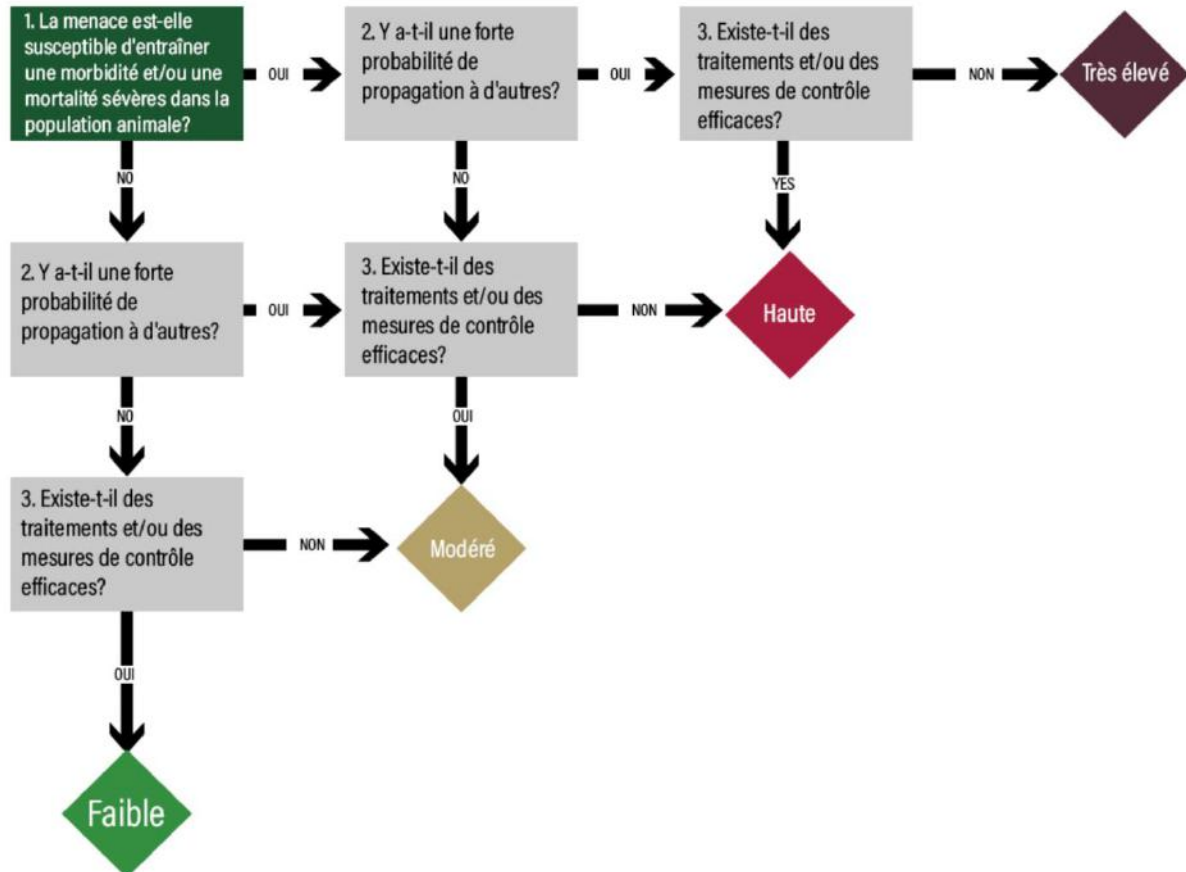 1. La menace est-elle
susceptible d'entraîner
une morbidité et/ou une
mortalité sévères dans la
population animale?
OUI
2. Y a-t-il une forte
probabilité de
propagation à d'autres?
OUI
3. Existe-t-il des
traitements et/ou des
mesures de contrôle
efficaces?
NON
Très élevé
NO
NO
YES
2. Y a-t-il une forte
probabilité de
propagation à d'autres?
OUI
3. Existe-t-il des
traitements et/ou des
mesures de contrôle
efficaces?
NON
Haute
NO
OUI
3. Existe-t-il des
traitements et/ou des
mesures de contrôle
efficaces?
NON
Modéré
OUI
Faible